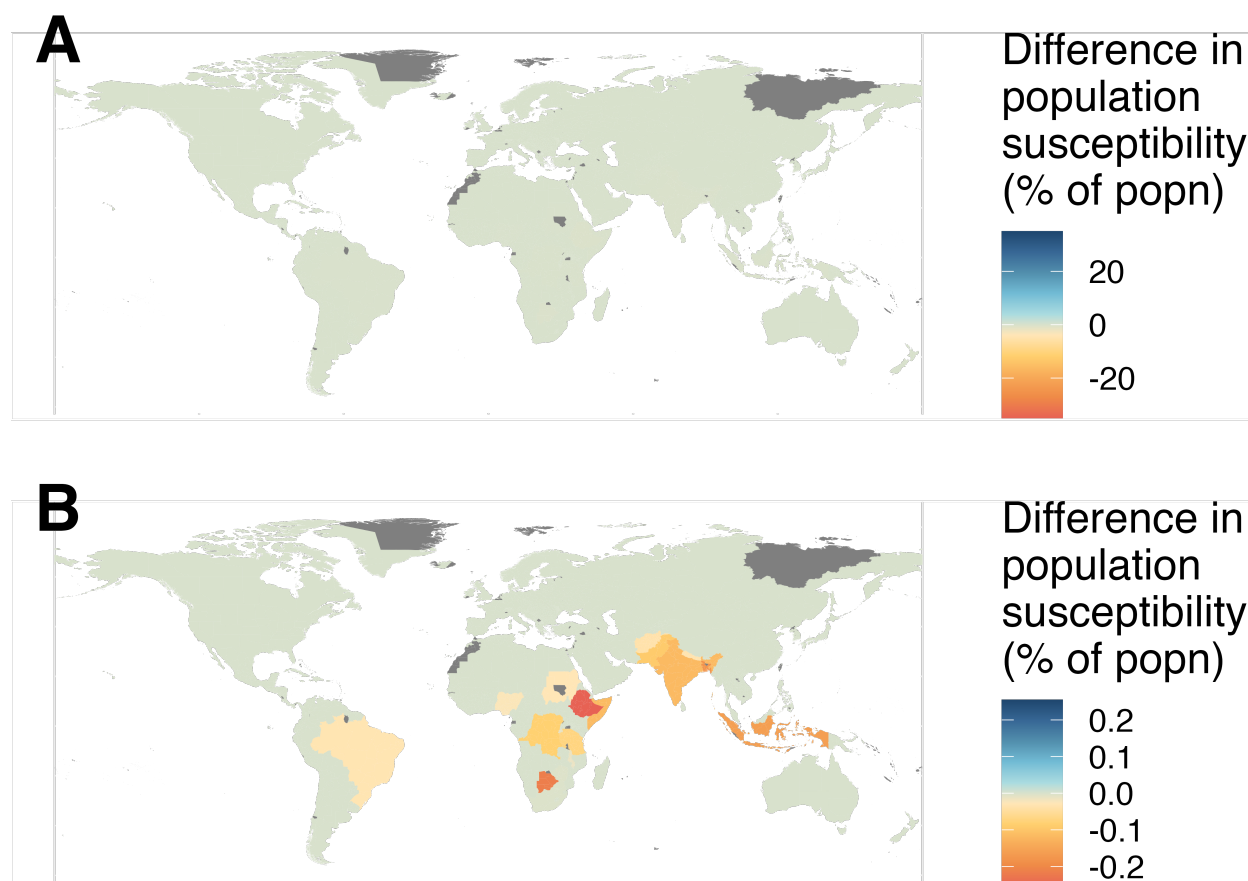 A
Difference in
population
susceptibility
(% of popn)
20
0
-20
B
Difference in
population
susceptibility
(% of popn)
0.2
0.1
0.0
-0.1
-0.2